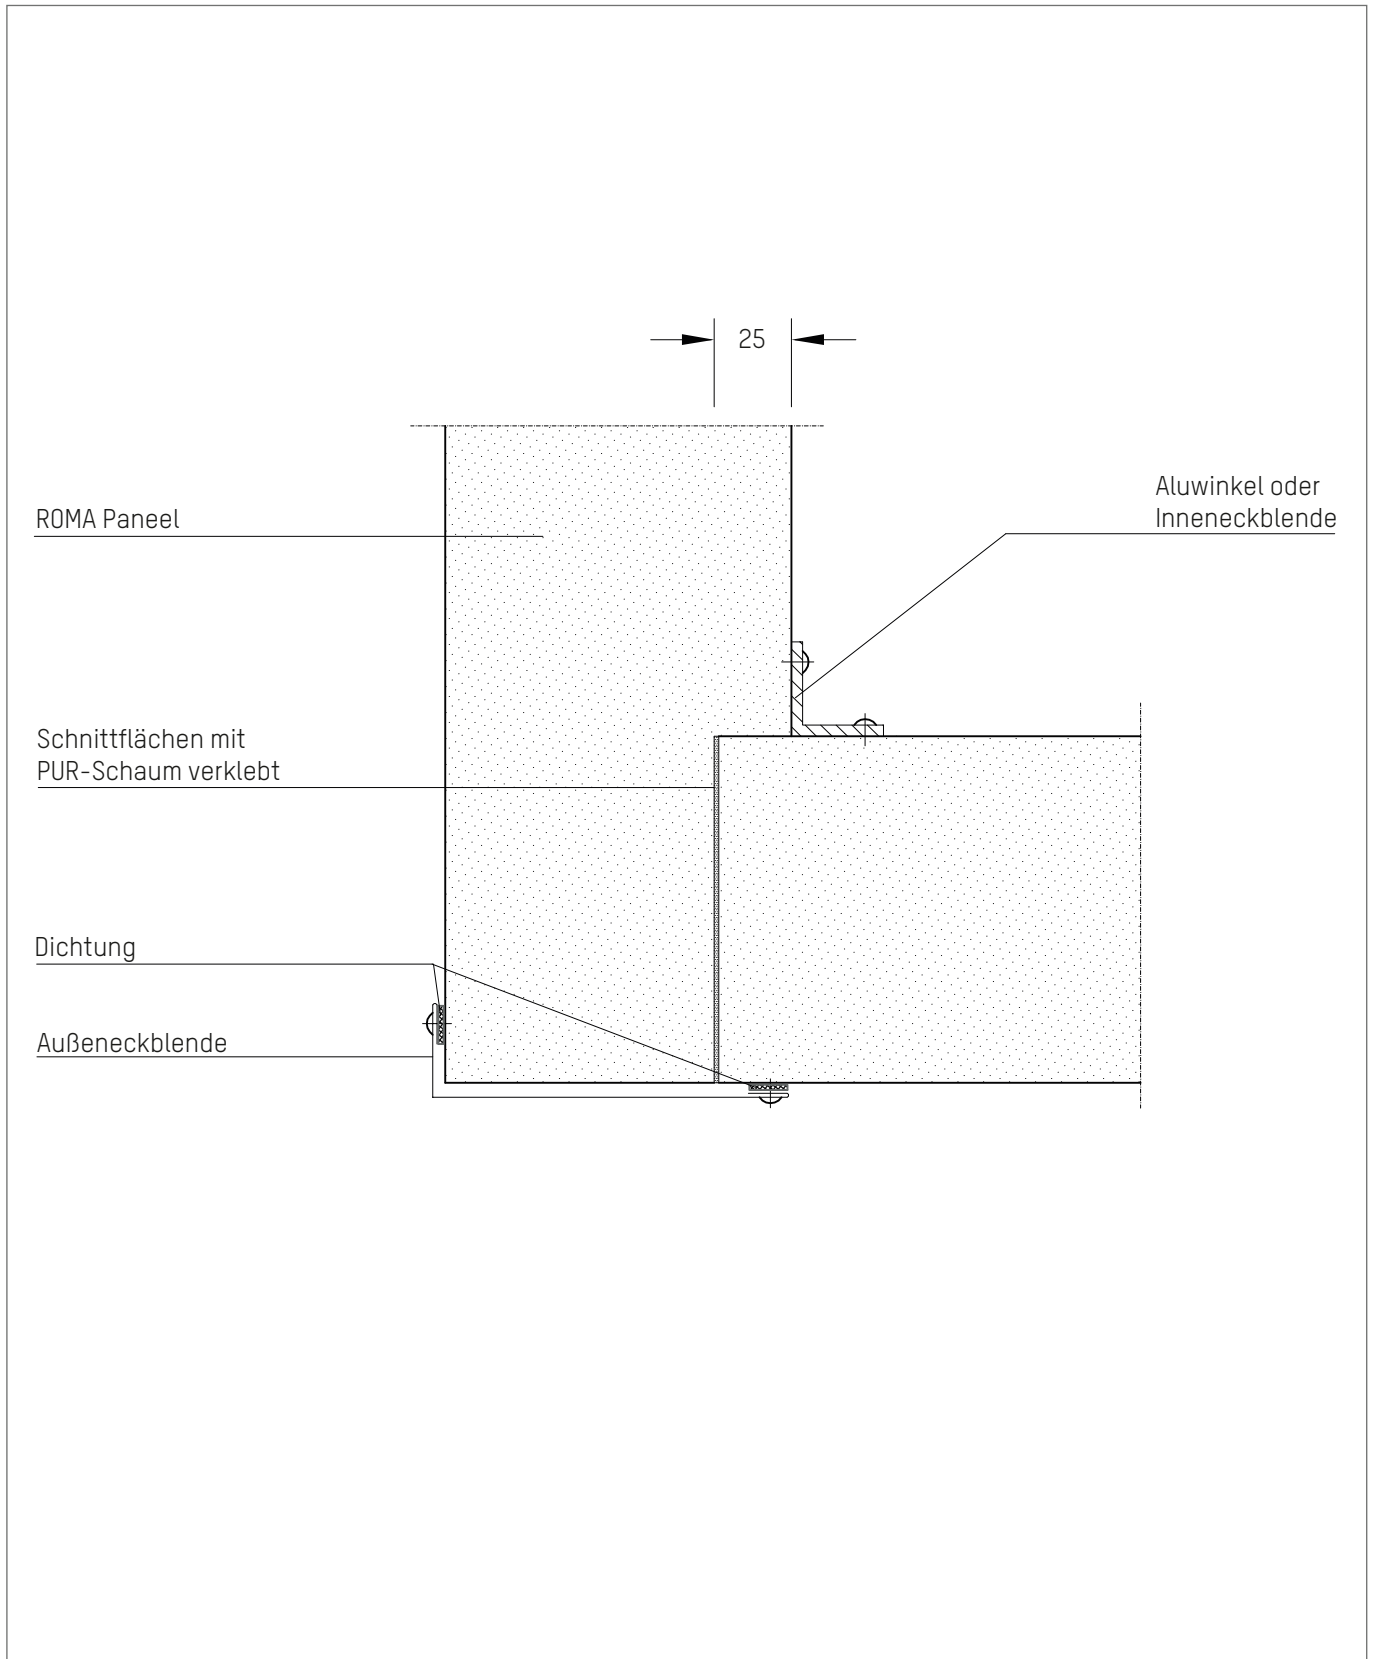 25
Aluwinkel oder
Inneneckblende
ROMA Paneel
Schnittflächen mit
PUR-Schaum verklebt
Dichtung
Außeneckblende